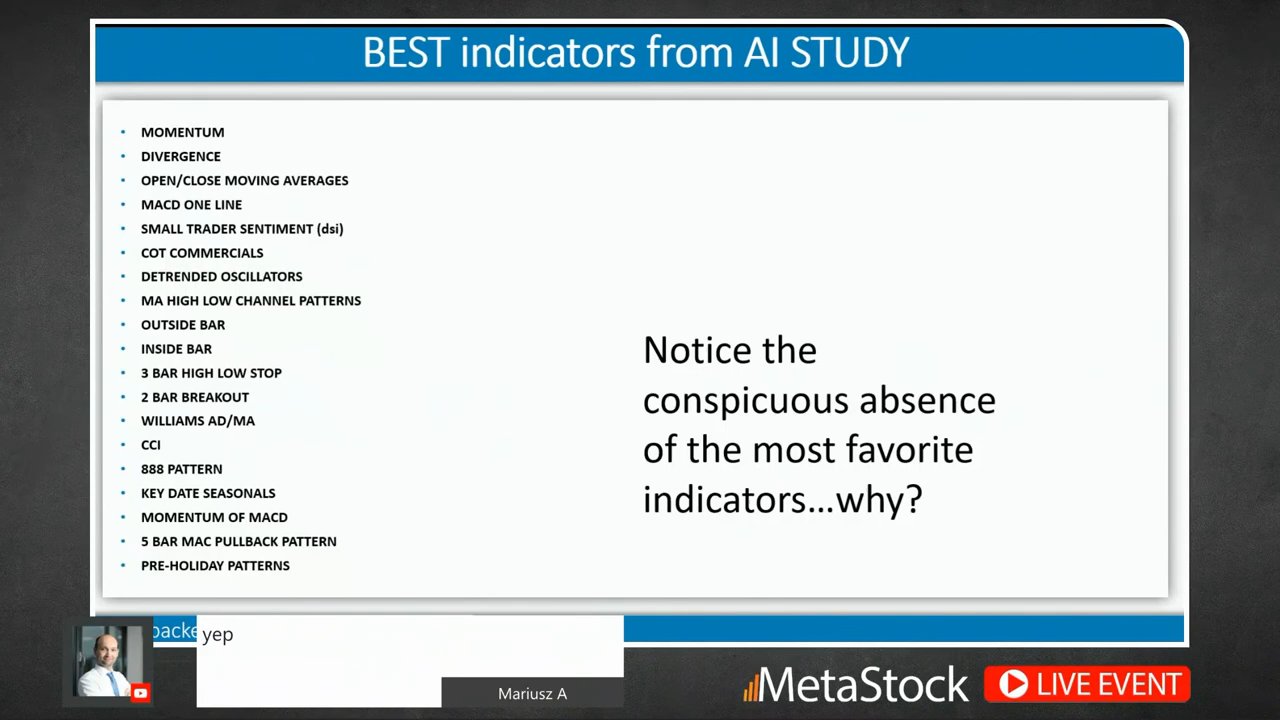 BEST indicators from AI STUDY
• MOMENTUM
• DIVERGENCE
• OPEN/CLOSE MOVING AVERAGES
• MACD ONE LINE
• SMALL TRADER SENTIMENT (dsi)
• COT COMMERCIALS
• DETRENDED OSCILLATORS
• MA HIGH LOW CHANNEL PATTERNS
• OUTSIDE BAR
• INSIDE BAR
• 3 BAR HIGH LOW STOP
• 2 BAR BREAKOUT
• WILLIAMS AD/MA
• CCI
• 888 PATTERN
• KEY DATE SEASONALS
• MOMENTUM OF MACD
• 5 BAR MAC PULLBACK PATTERN
• PRE-HOLIDAY PATTERNS
Notice the
conspicuous absence
of the most favorite
indicators...why?
yep
Mariusz A
MetaStock
LIVE EVENT